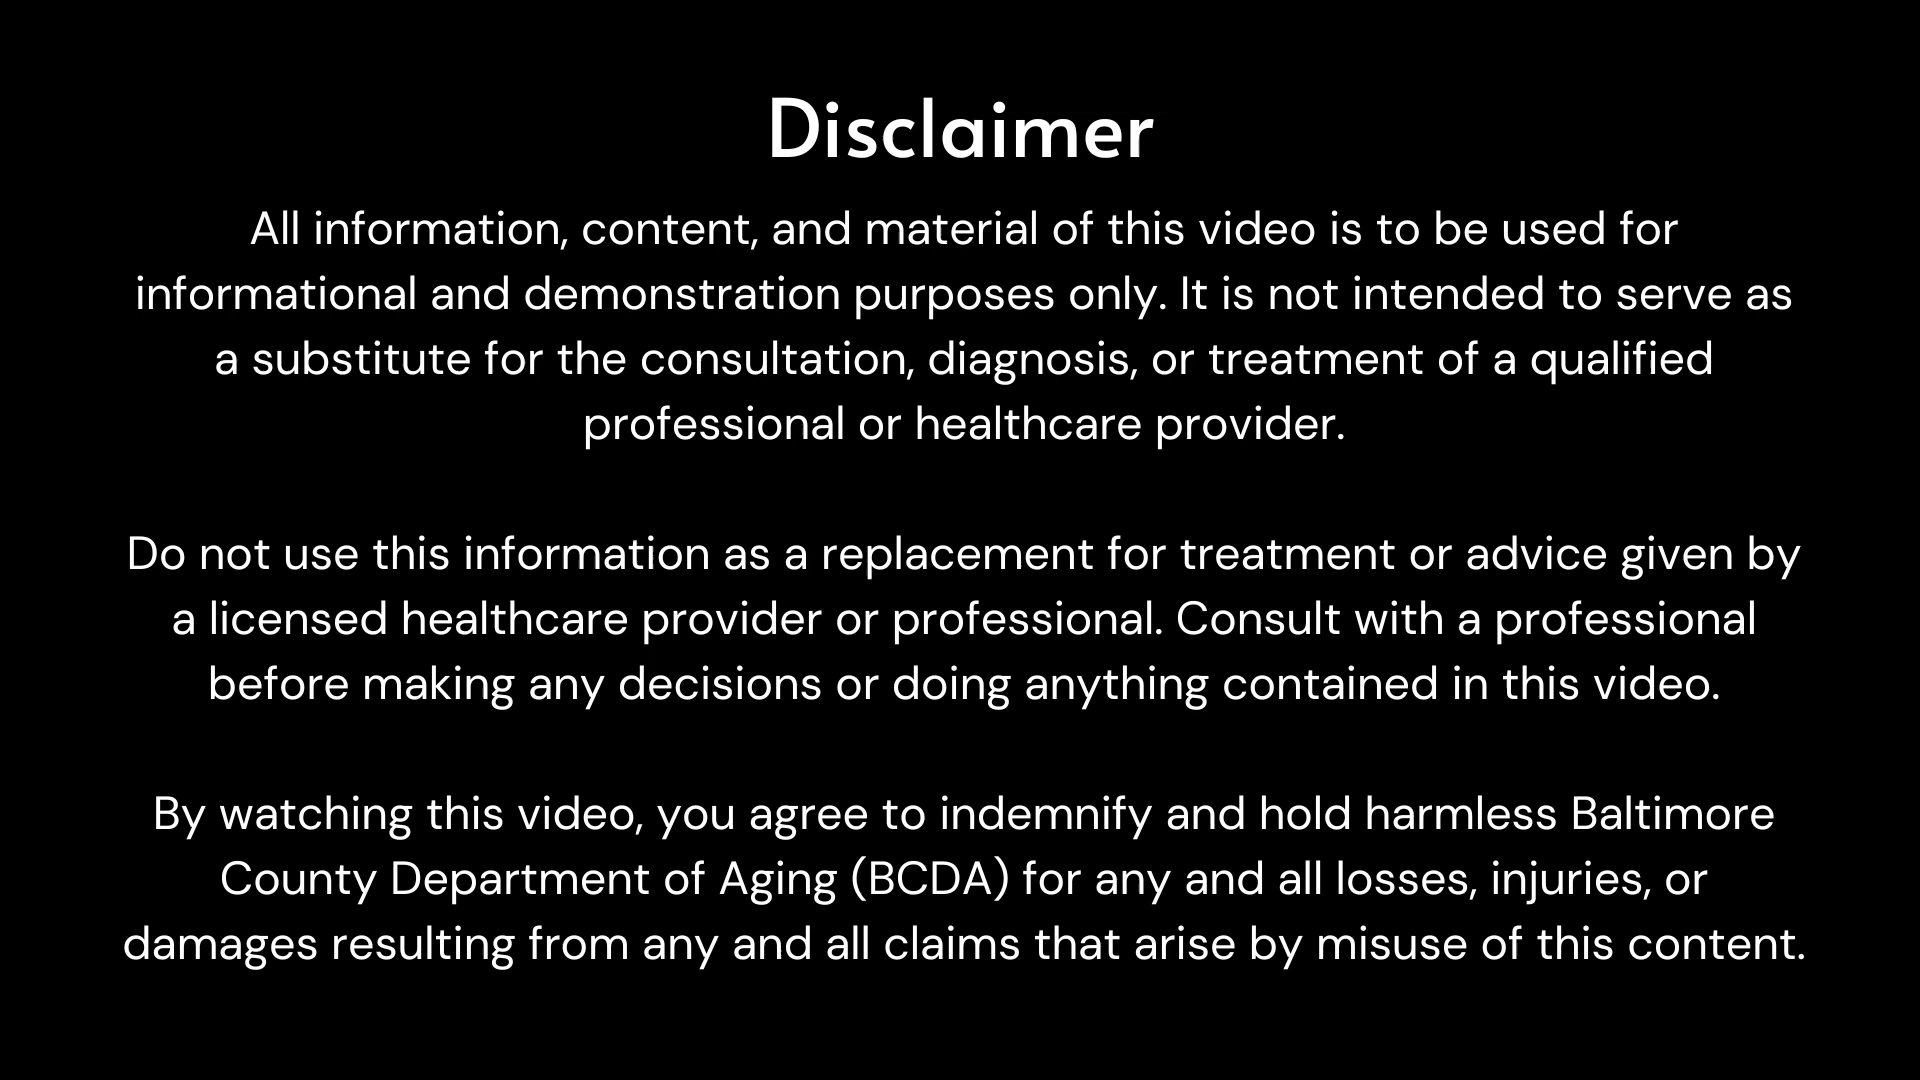 Disclaimer
All information, content, and material of this video is to be used for
informational and demonstration purposes only. It is not intended to serve as
a substitute for the consultation, diagnosis, or treatment of a qualified
professional or healthcare provider.
Do not use this information as a replacement for treatment or advice given by
a licensed healthcare provider or professional. Consult with a professional
before making any decisions or doing anything contained in this video.
By watching this video, you agree to indemnify and hold harmless Baltimore
County Department of Aging (BCDA) for any and all losses, injuries, or
damages resulting from any and all claims that arise by misuse of this content.